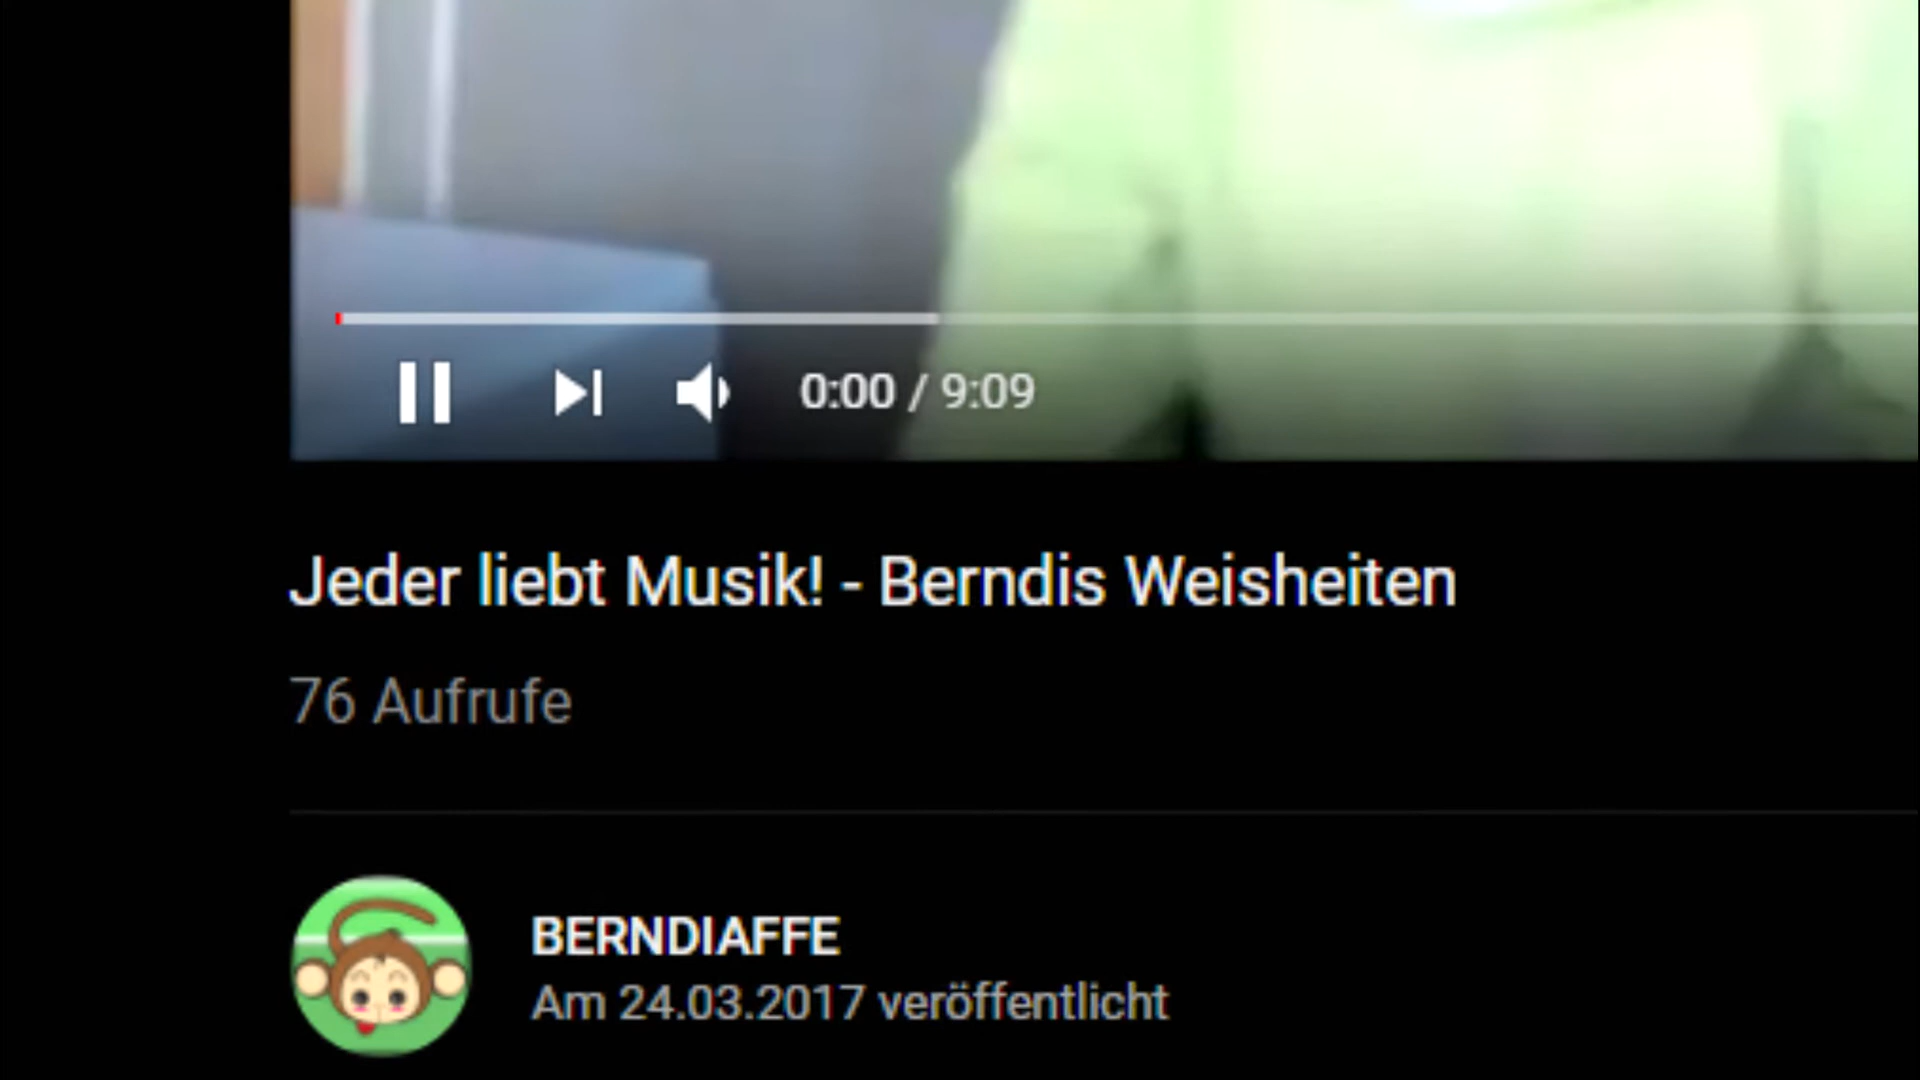 0:00 / 9:09
Jeder liebt Musik! - Berndis Weisheiten
76 Aufrufe
BERNDIAFFE
Am 24.03.2017 veröffentlicht